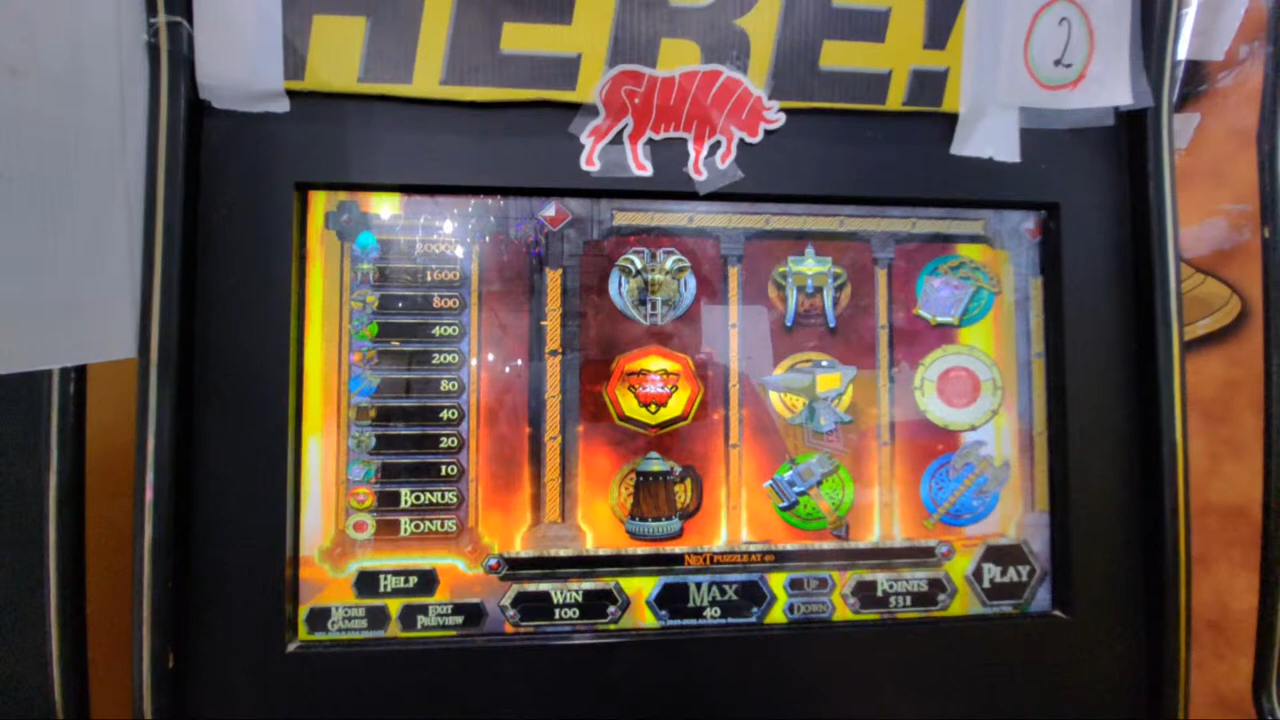 HERE!
2
20000
1600
800
400
200
80
40
20
10
BONUS
BONUS
NEXT PUZZLE AT 40
HELP
MORE GAMES
EXIT PREVIEW
WIN
100
MAX
40
UP
DOWN
POINTS
531
PLAY